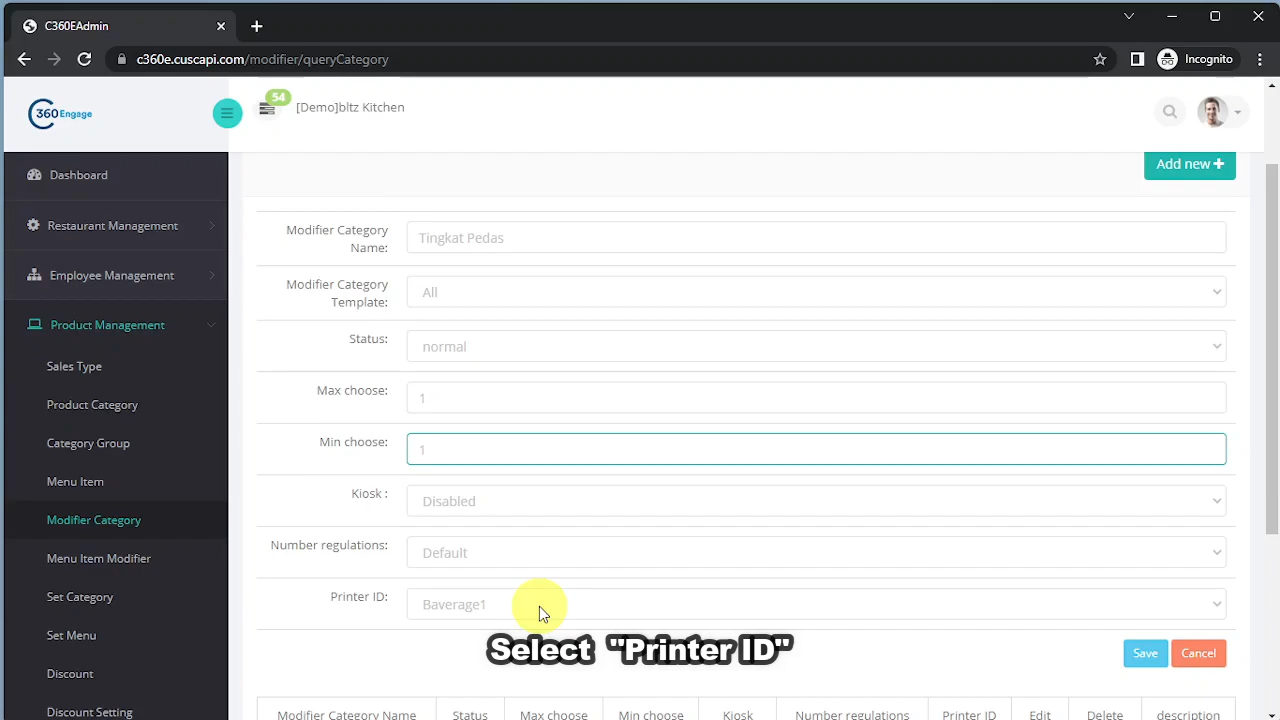 C360EAdmin
c360e.cuscapi.com/modifier/queryCategory
Incognito
360 Engage
54
[Demo]bltz Kitchen
Dashboard
Restaurant Management
Employee Management
Product Management
Sales Type
Product Category
Category Group
Menu Item
Modifier Category
Menu Item Modifier
Set Category
Set Menu
Discount
Discount Setting
Add new +
Modifier Category
Name:
Tingkat Pedas
Modifier Category
Template:
All
Status:
normal
Max choose:
1
Min choose:
1
Kiosk :
Disabled
Number regulations:
Default
Printer ID:
Baverage1
Select "Printer ID"
Save Cancel
Modifier Category Name Status Max choose Min choose Kiosk Number regulations Printer ID Edit Delete description